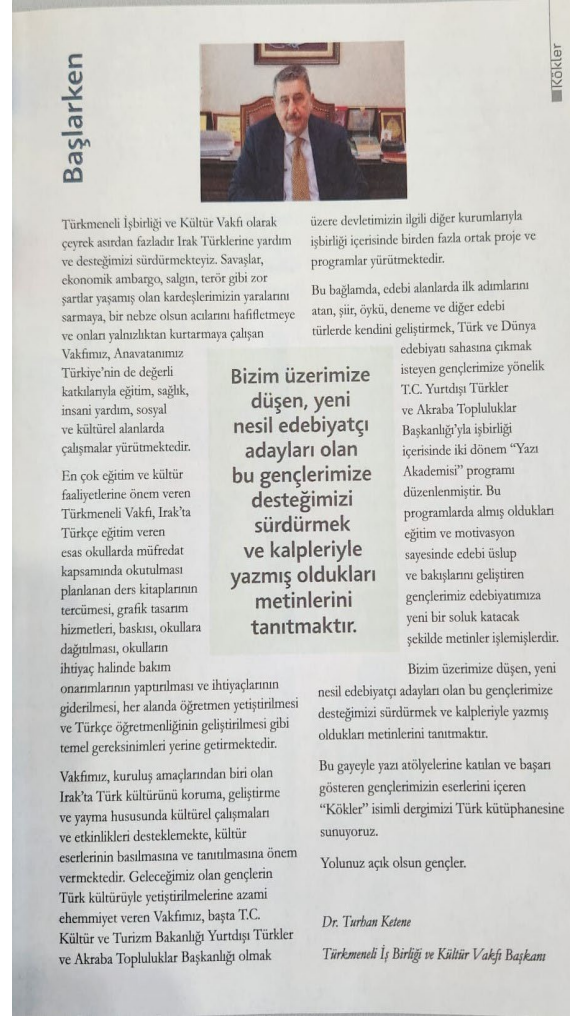 Kökler
Başlarken
Türkmeneli İşbirliği ve Kültür Vakfı olarak
çeyrek asırdan fazladır Irak Türklerine yardım
ve desteğimizi sürdürmekteyiz. Savaşlar,
ekonomik ambargo, salgın, terör gibi zor
şartlar yaşamış olan kardeşlerimizin yaralarını
sarmaya, bir nebze olsun acılarını hafifletmeye
ve onları yalnızlıktan kurtarmaya çalışan
Vakfımız, Anavatanımız
Türkiye'nin de değerli
katkılarıyla eğitim, sağlık,
insani yardım, sosyal
ve kültürel alanlarda
çalışmalar yürütmektedir.
En çok eğitim ve kültür
faaliyetlerine önem veren
Türkmeneli Vakfı, Irak'ta
Türkçe eğitim veren
esas okullarda müfredat
kapsamında okutulması
planlanan ders kitaplarının
tercümesi, grafik tasarım
hizmetleri, baskısı, okullara
dağıtılması, okulların
ihtiyaç halinde bakım
onarımlarının yaptırılması ve ihtiyaçlarının
giderilmesi, her alanda öğretmen yetiştirilmesi
ve Türkçe öğretmenliğinin geliştirilmesi gibi
temel gereksinimleri yerine getirmektedir.
Vakfımız, kuruluş amaçlarından biri olan
Irak'ta Türk kültürünü koruma, geliştirme
ve yayma hususunda kültürel çalışmaları
ve etkinlikleri desteklemekte, kültür
eserlerinin basılmasına ve tanıtılmasına önem
vermektedir. Geleceğimiz olan gençlerin
Türk kültürüyle yetiştirilmelerine azami
ehemmiyet veren Vakfımız, başta T.C.
Kültür ve Turizm Bakanlığı Yurtdışı Türkler
ve Akraba Topluluklar Başkanlığı olmak
üzere devletimizin ilgili diğer kurumlarıyla
işbirliği içerisinde birden fazla ortak proje ve
programlar yürütmektedir.
Bu bağlamda, edebi alanlarda ilk adımlarını
atan, şiir, öykü, deneme ve diğer edebi
türlerde kendini geliştirmek, Türk ve Dünya
edebiyatı sahasına çıkmak
isteyen gençlerimize yönelik
T.C. Yurtdışı Türkler
ve Akraba Topluluklar
Başkanlığı'yla işbirliği
içerisinde iki dönem “Yazı
Akademisi” programı
düzenlenmiştir. Bu
programlarda almış oldukları
eğitim ve motivasyon
sayesinde edebi üslup
ve bakışlarını geliştiren
gençlerimiz edebiyatımıza
yeni bir soluk katacak
şekilde metinler işlemişlerdir.
Bizim üzerimize düşen, yeni
nesil edebiyatçı adayları olan bu gençlerimize
desteğimizi sürdürmek ve kalpleriyle yazmış
oldukları metinlerini tanıtmaktır.
Bu gayeyle yazı atölyelerine katılan ve başarı
gösteren gençlerimizin eserlerini içeren
“Kökler” isimli dergimizi Türk kütüphanesine
sunuyoruz.
Yolunuz açık olsun gençler.
Dr. Turhan Ketene
Türkmeneli İş Birliği ve Kültür Vakfı Başkanı
Bizim üzerimize
düşen, yeni
nesil edebiyatçı
adayları olan
bu gençlerimize
desteğimizi
sürdürmek
ve kalpleriyle
yazmış oldukları
metinlerini
tanıtmaktır.